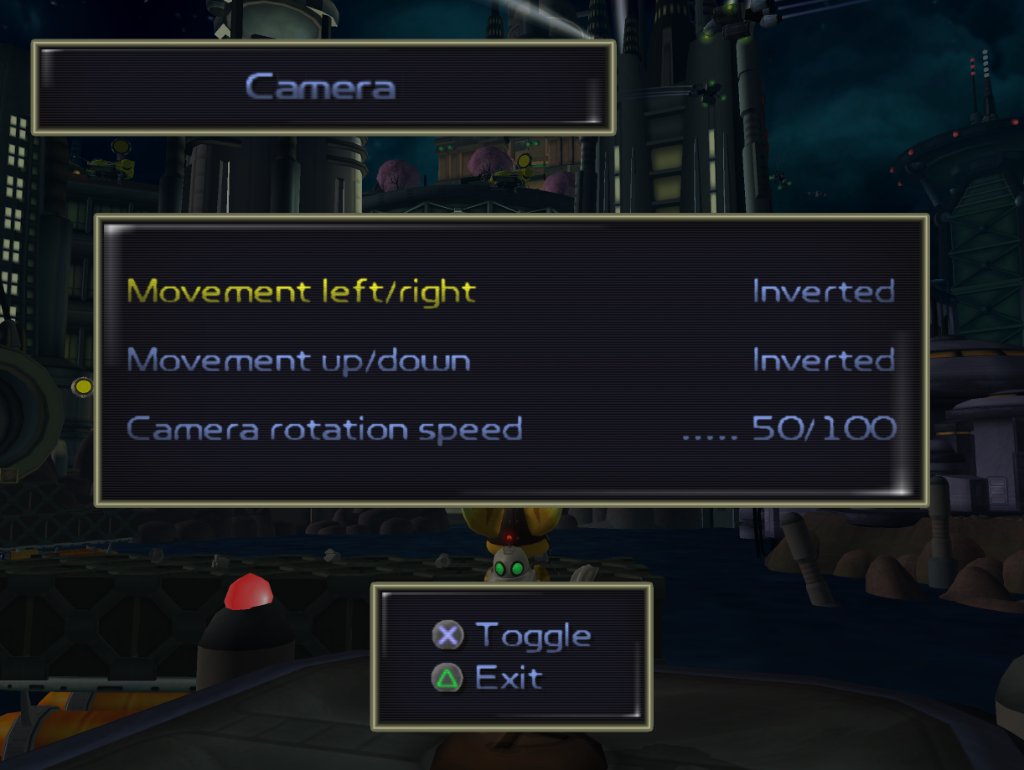 Camera
Movement left/right Inverted
Movement up/down Inverted
Camera rotation speed ..... 50/100
Toggle
Exit